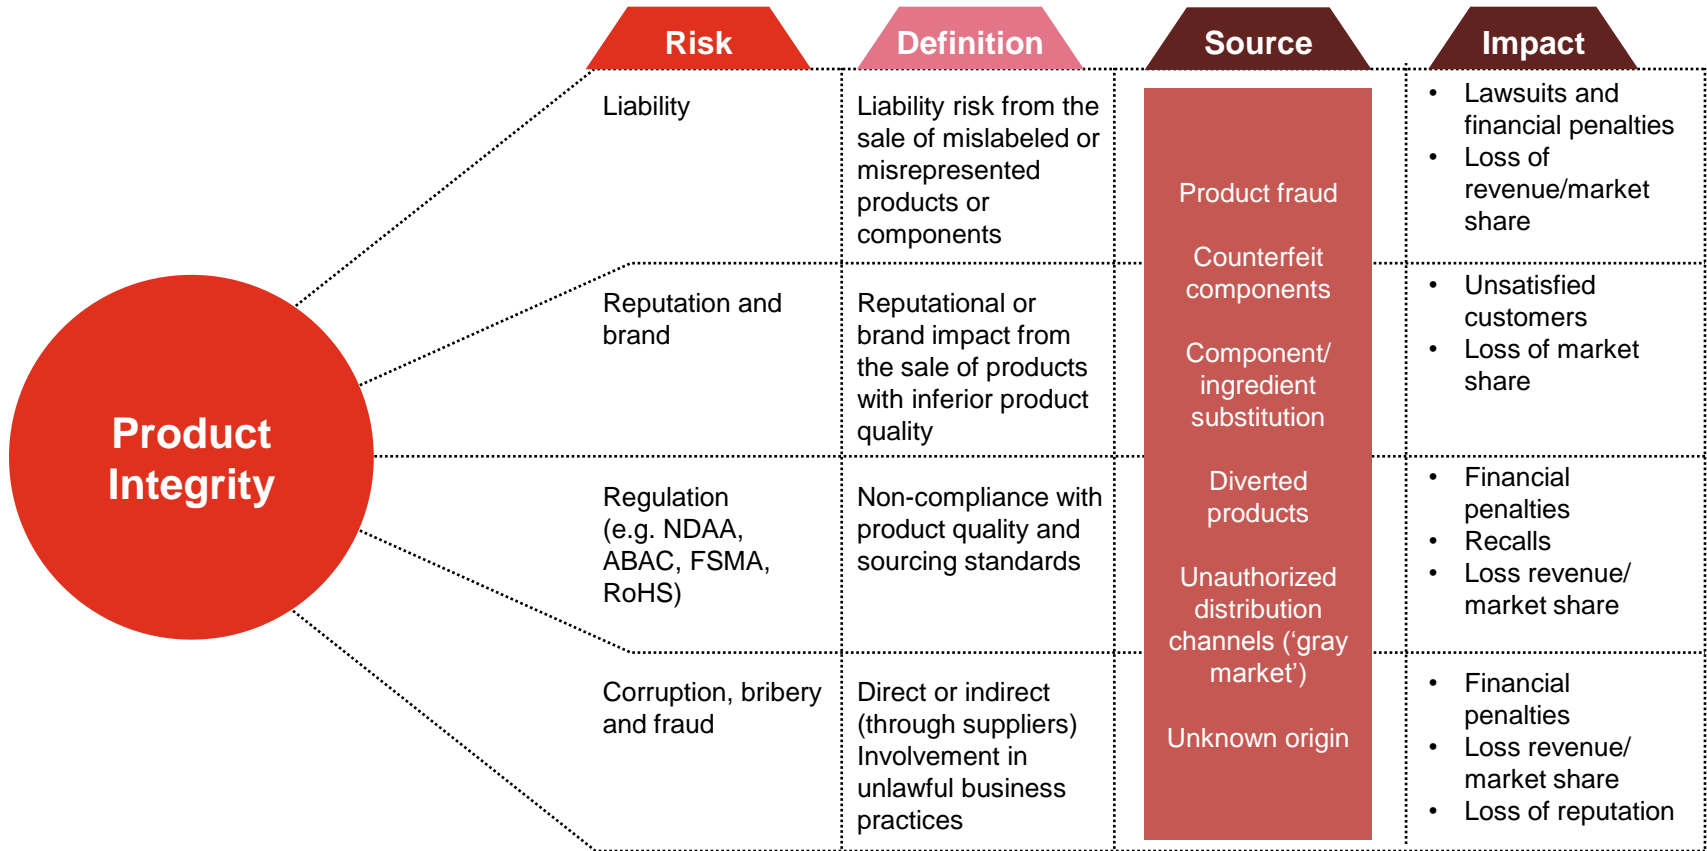 Risk
Definition
Source
Impact
Product
Integrity
Liability
Liability risk from the
sale of mislabeled or
misrepresented
products or
components
• Lawsuits and
financial penalties
• Loss of
revenue/market
share
Reputation and
brand
Reputational or
brand impact from
the sale of products
with inferior product
quality
• Unsatisfied
customers
• Loss of market
share
Regulation
(e.g. NDAA,
ABAC, FSMA,
RoHS)
Non-compliance with
product quality and
sourcing standards
• Financial
penalties
• Recalls
• Loss revenue/
market share
Corruption, bribery
and fraud
Direct or indirect
(through suppliers)
Involvement in
unlawful business
practices
• Financial
penalties
• Loss revenue/
market share
• Loss of reputation
Product fraud
Counterfeit
components
Component/
ingredient
substitution
Diverted
products
Unauthorized
distribution
channels (‘gray
market’)
Unknown origin